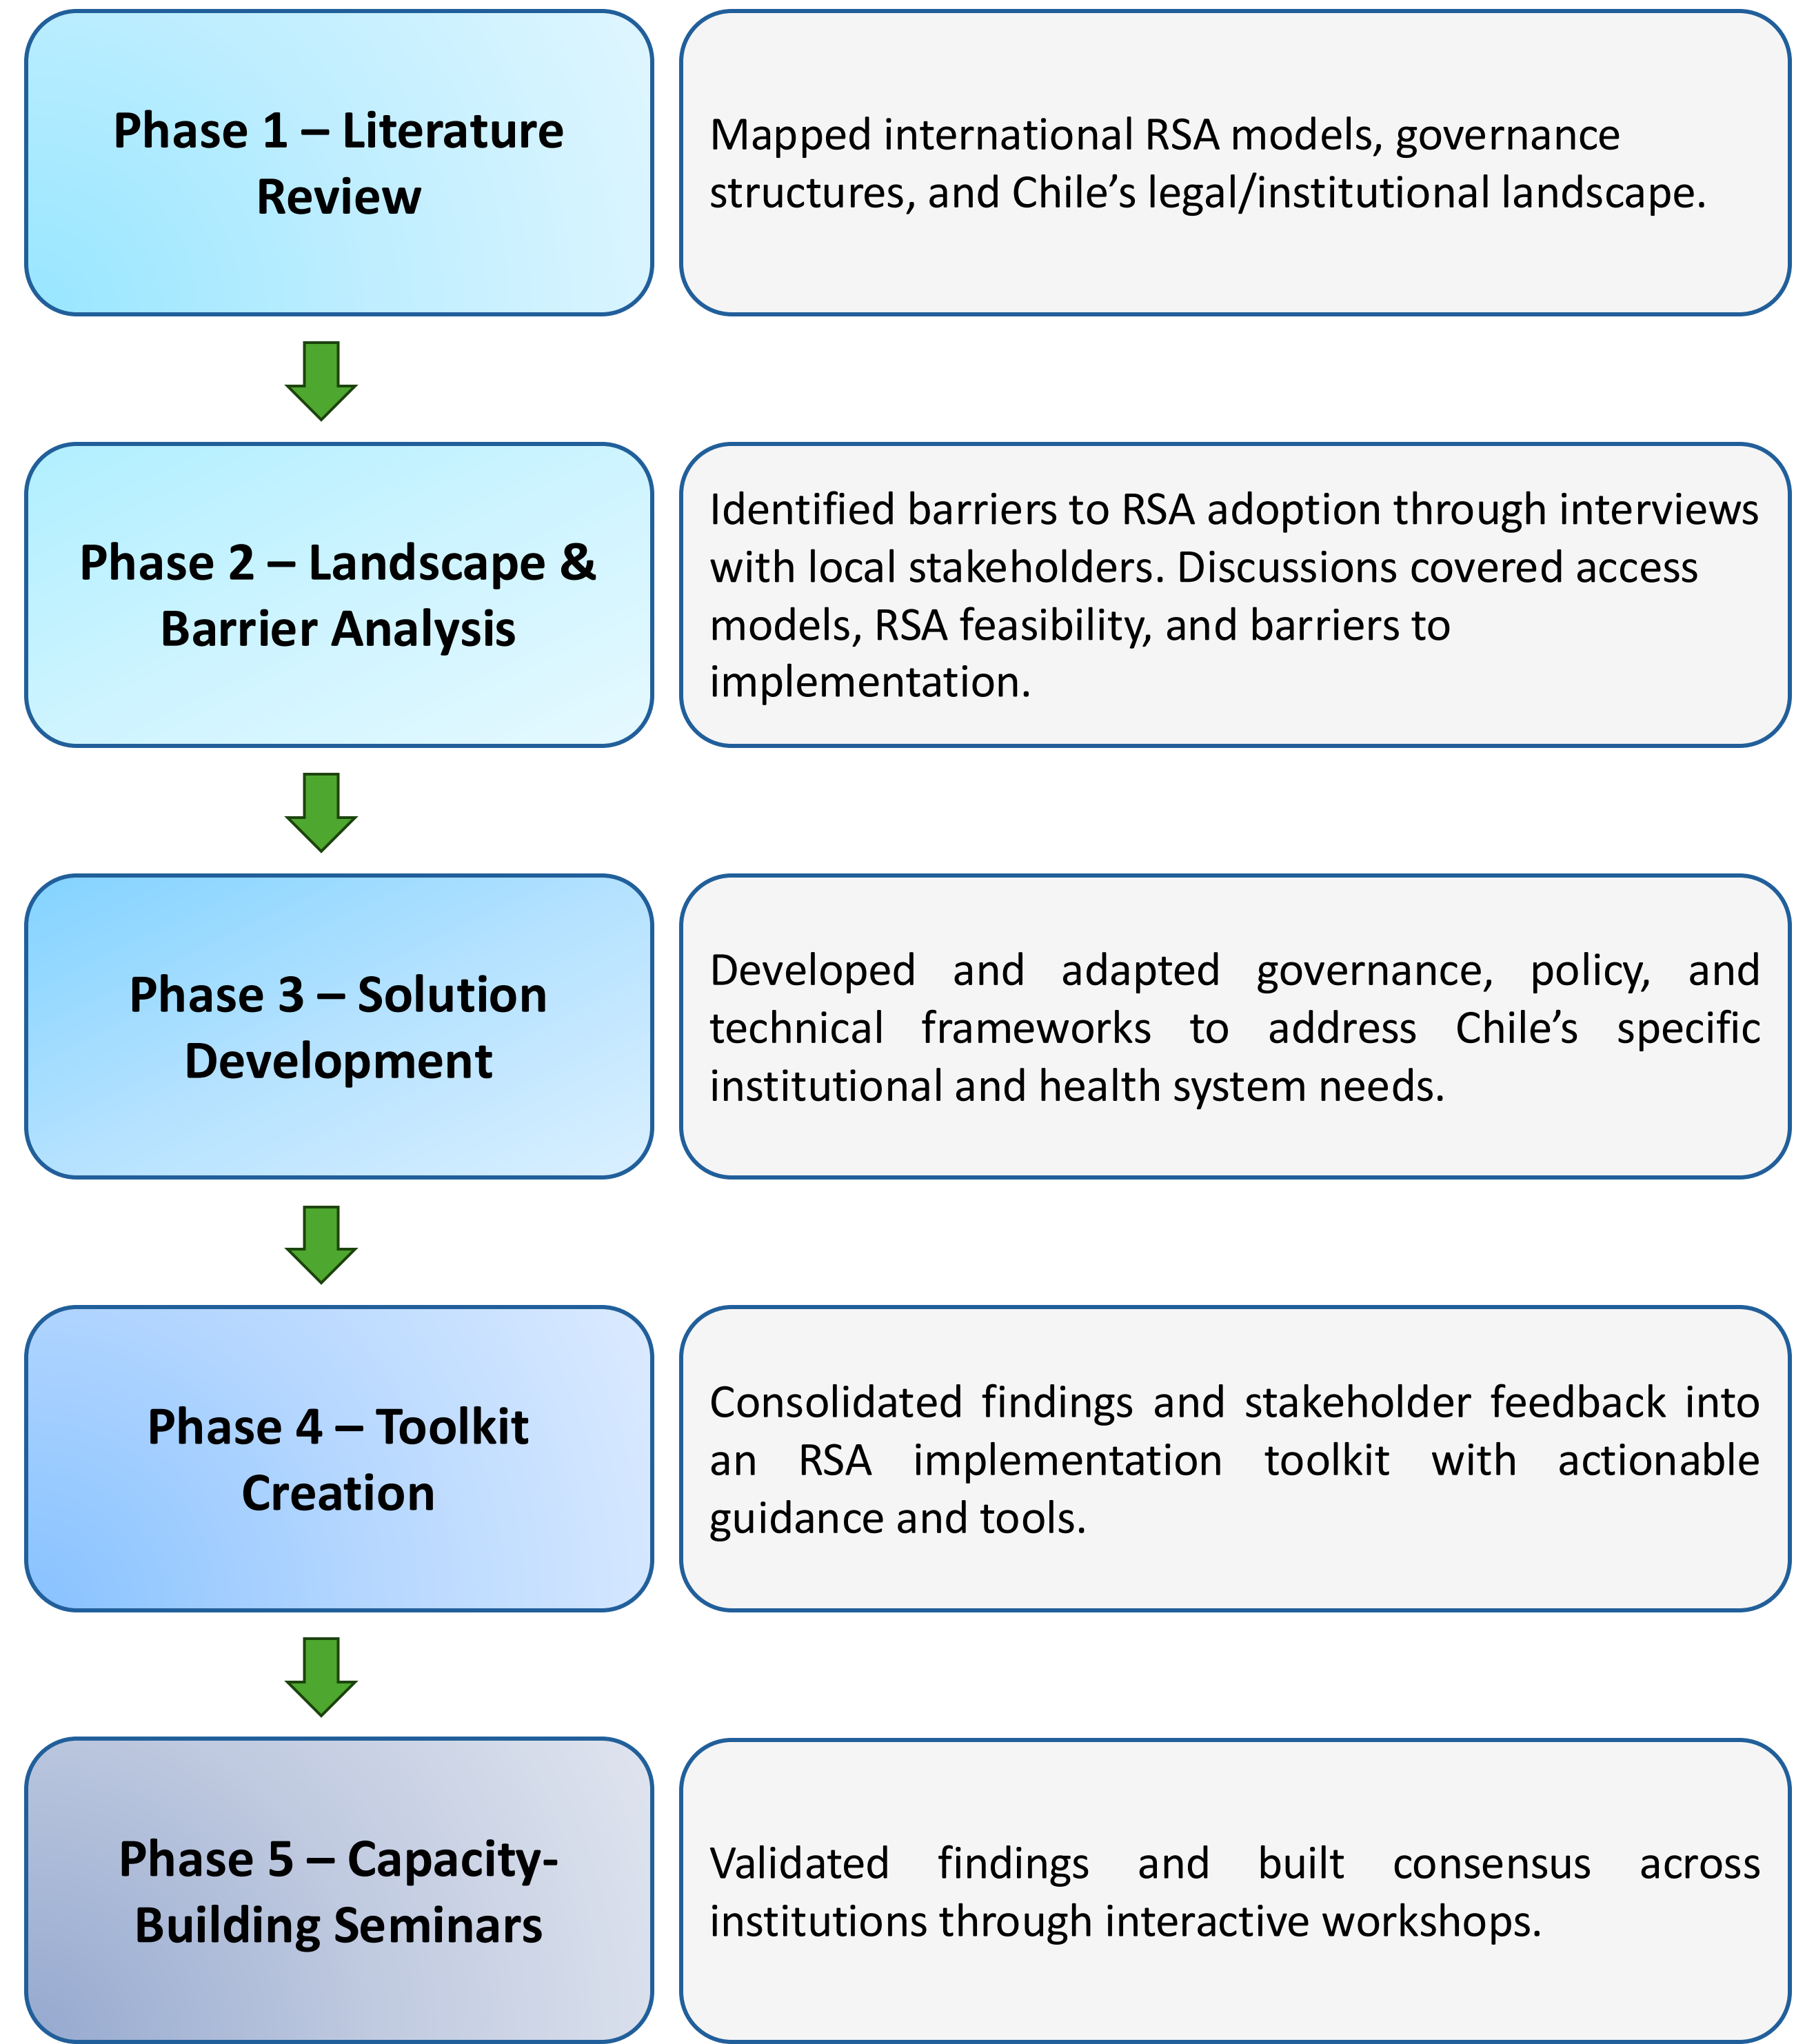 Phase 1 – Literature
Review
Mapped international RSA models, governance
structures, and Chile’s legal/institutional landscape.
Phase 2 – Landscape &
Barrier Analysis
Identified barriers to RSA adoption through interviews
with local stakeholders. Discussions covered access
models, RSA feasibility, and barriers to
implementation.
Phase 3 – Solution
Development
Developed and adapted governance, policy, and
technical frameworks to address Chile’s specific
institutional and health system needs.
Phase 4 – Toolkit
Creation
Consolidated findings and stakeholder feedback into
an RSA implementation toolkit with actionable
guidance and tools.
Phase 5 – Capacity-
Building Seminars
Validated findings and built consensus across
institutions through interactive workshops.